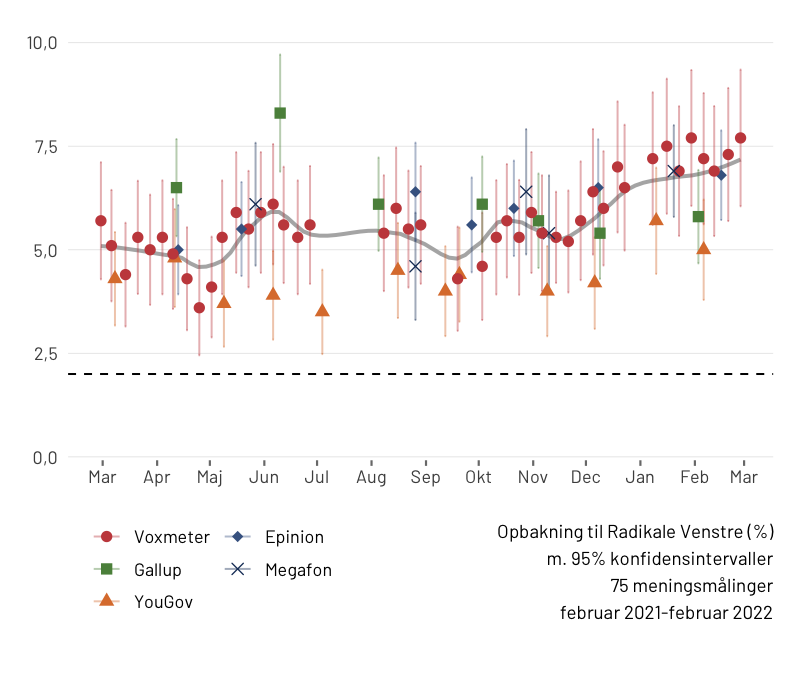 10,0
7,5
5,0
2,5
0,0
Mar Apr Maj Jun Jul Aug Sep Okt Nov Dec Jan Feb Mar
Voxmeter Epinion
Gallup Megafon
YouGov
Opbakning til Radikale Venstre (%)
m. 95% konfidensintervaller
75 meningsmålinger
februar 2021-februar 2022